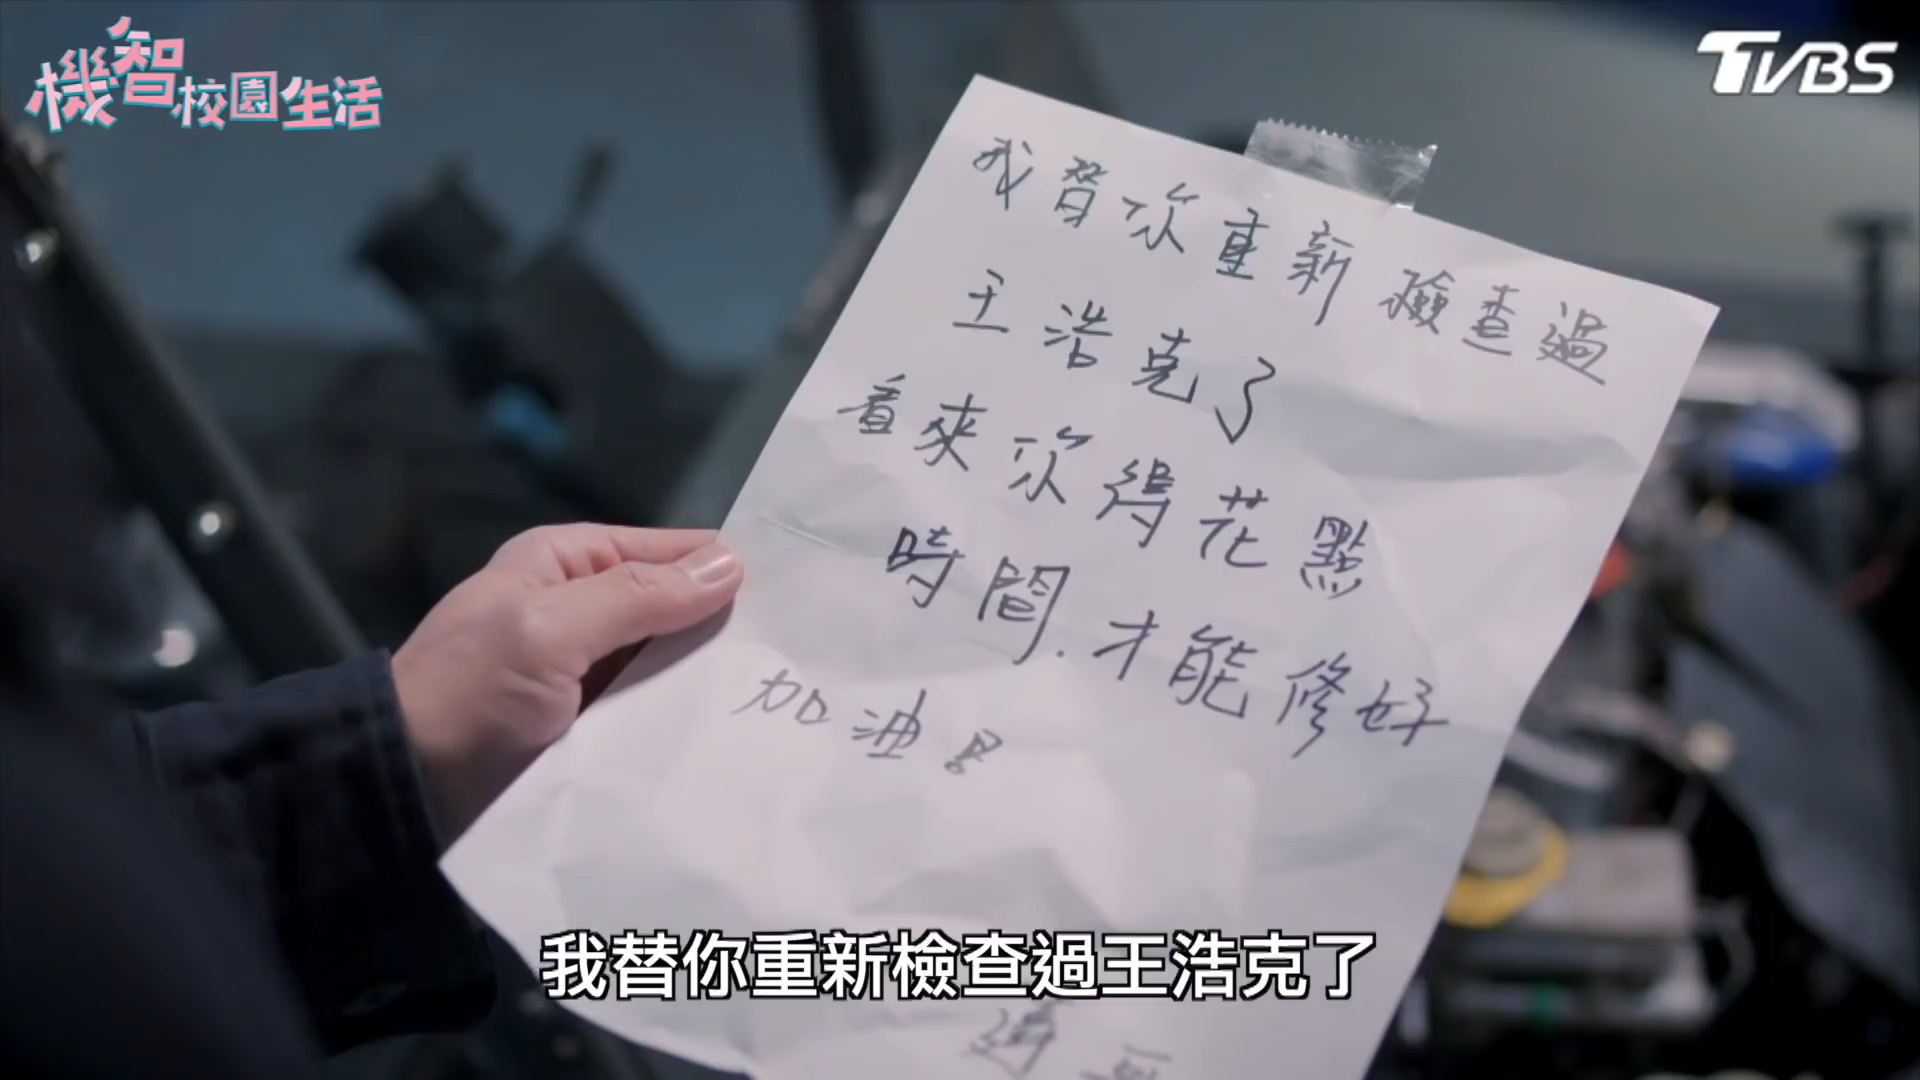 機智校園生活
TVBS
我替你重新檢查過
王浩克了
看來你得花點
時間.才能修好
加油!
我替你重新檢查過王浩克了